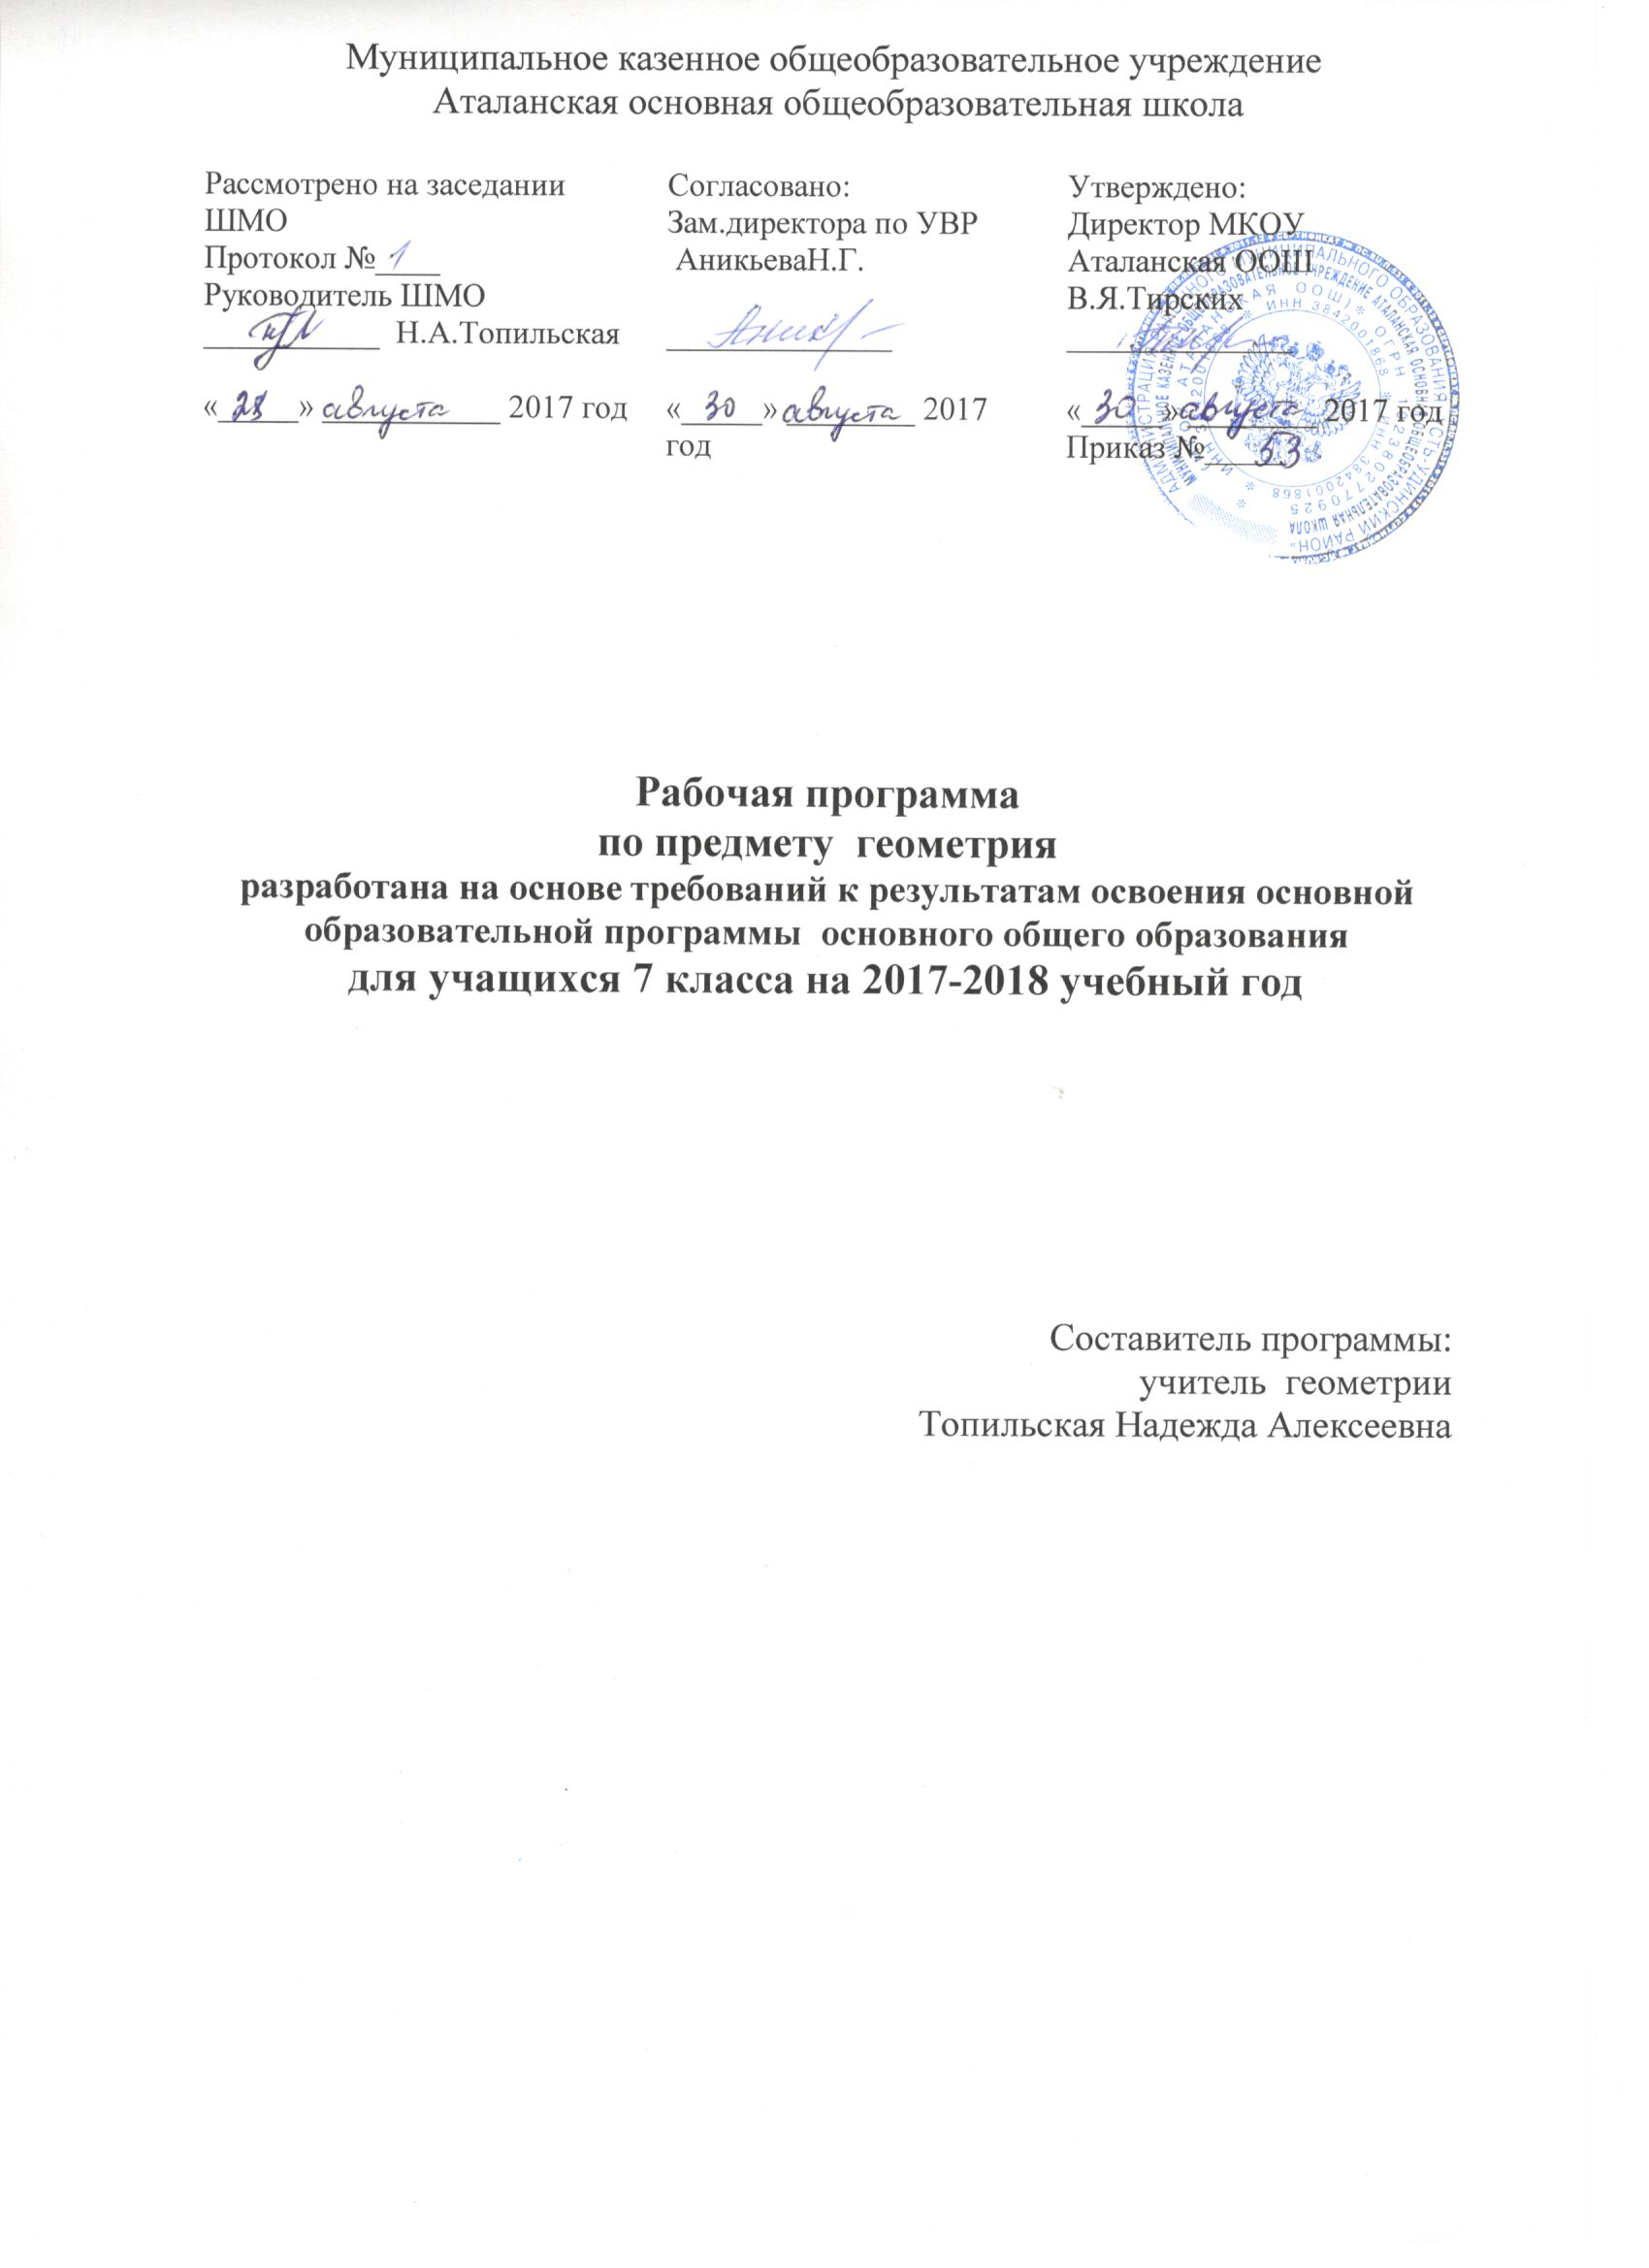 Муниципальное казенное общеобразовательное учреждение
Аталанская основная общеобразовательная школа
Рассмотрено на заседании
ШМО
Протокол № 1
Руководитель ШМО
Н.А.Топильская
« » августа 2017 год
Согласовано:
Зам.директора по УВР
АникьеваН.Г.
« 30 » августа 2017
год
Утверждено:
Директор МКОУ
Аталанская ООШ
В.Я.Тирских
« 30 » августа 2017 год
Приказ № 53
Рабочая программа
по предмету геометрия
разработана на основе требований к результатам освоения основной
образовательной программы основного общего образования
для учащихся 7 класса на 2017-2018 учебный год
Составитель программы:
учитель геометрии
Топильская Надежда Алексеевна